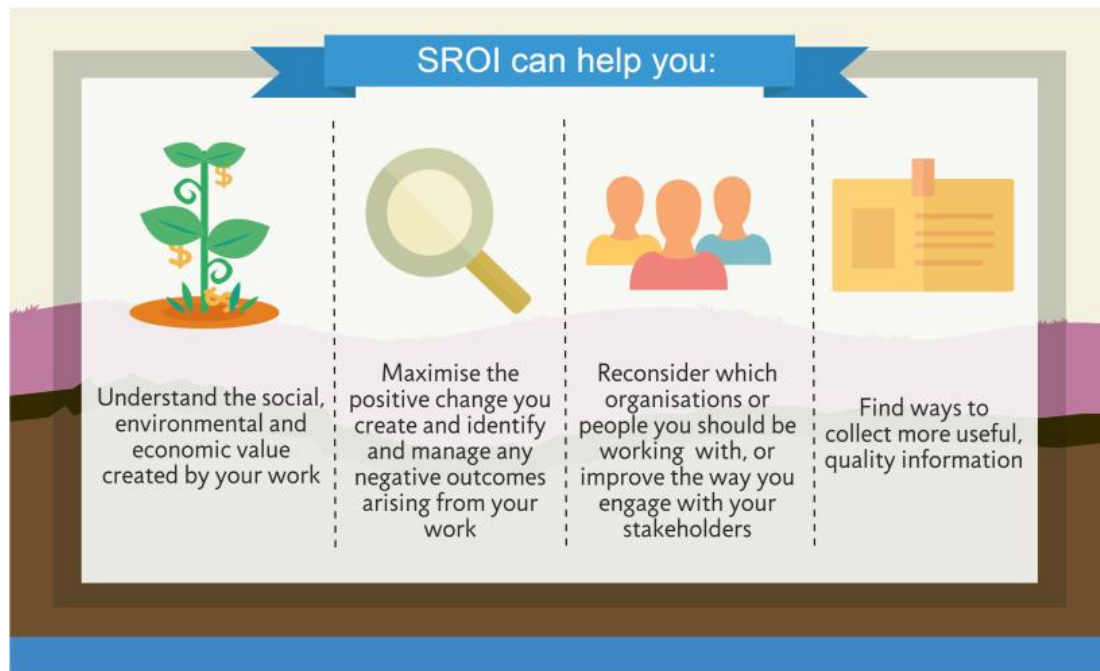 SROI can help you:
Understand the social,
environmental and
economic value
created by your work
Maximise the
positive change you
create and identify
and manage any
negative outcomes
arising from your
work
Reconsider which
organisations or
people you should be
working with, or
improve the way you
engage with your
stakeholders
Find ways to
collect more useful,
quality information